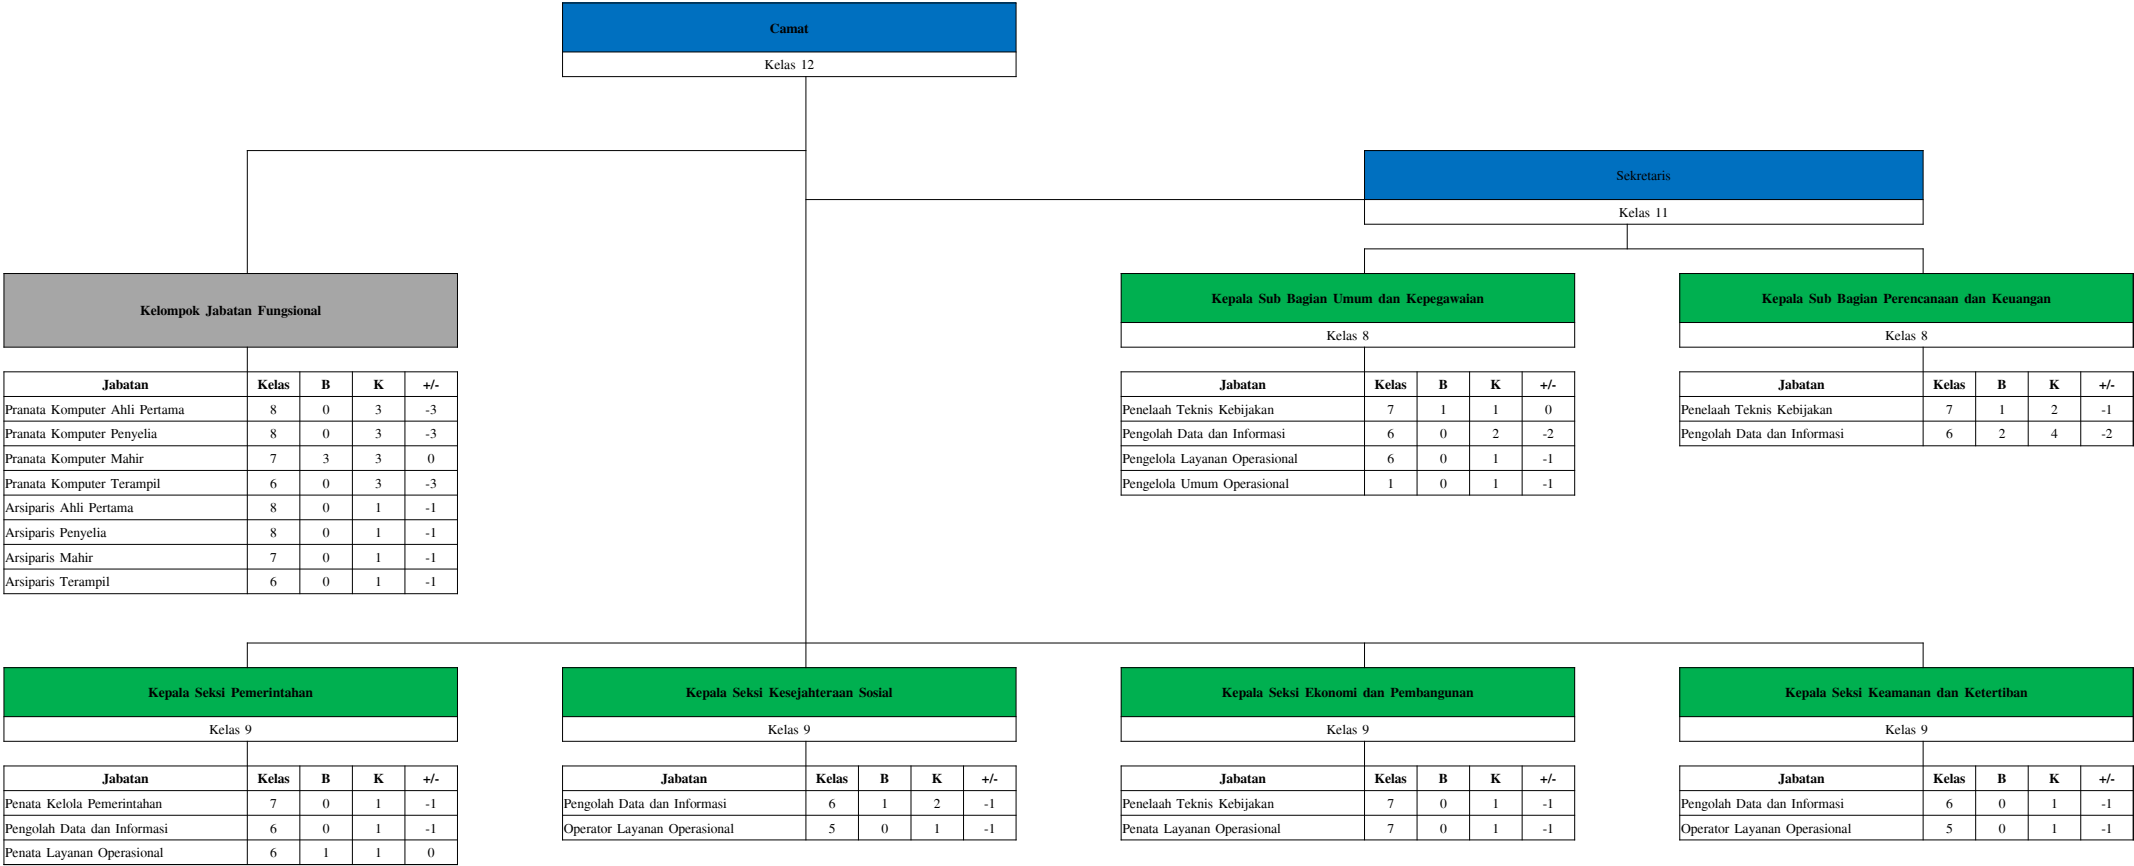 Camat
Kelas 12
Sekretaris
Kelas 11
Kelompok Jabatan Fungsional
Jabatan Kelas B K +/-
Pranata Komputer Ahli Pertama 8 0 3 -3
Pranata Komputer Penyelia 8 0 3 -3
Pranata Komputer Mahir 7 3 3 0
Pranata Komputer Terampil 6 0 3 -3
Arsiparis Ahli Pertama 8 0 1 -1
Arsiparis Penyelia 8 0 1 -1
Arsiparis Mahir 7 0 1 -1
Arsiparis Terampil 6 0 1 -1
Kepala Sub Bagian Umum dan Kepegawaian
Kelas 8
Jabatan Kelas B K +/-
Penelaah Teknis Kebijakan 7 1 1 0
Pengolah Data dan Informasi 6 0 2 -2
Pengelola Layanan Operasional 6 0 1 -1
Pengelola Umum Operasional 1 0 1 -1
Kepala Sub Bagian Perencanaan dan Keuangan
Kelas 8
Jabatan Kelas B K +/-
Penelaah Teknis Kebijakan 7 1 2 -1
Pengolah Data dan Informasi 6 2 4 -2
Kepala Seksi Pemerintahan
Kelas 9
Jabatan Kelas B K +/-
Penata Kelola Pemerintahan 7 0 1 -1
Pengolah Data dan Informasi 6 0 1 -1
Penata Layanan Operasional 6 1 1 0
Kepala Seksi Kesejahteraan Sosial
Kelas 9
Jabatan Kelas B K +/-
Pengolah Data dan Informasi 6 1 2 -1
Operator Layanan Operasional 5 0 1 -1
Kepala Seksi Ekonomi dan Pembangunan
Kelas 9
Jabatan Kelas B K +/-
Penelaah Teknis Kebijakan 7 0 1 -1
Penata Layanan Operasional 7 0 1 -1
Kepala Seksi Keamanan dan Ketertiban
Kelas 9
Jabatan Kelas B K +/-
Pengolah Data dan Informasi 6 0 1 -1
Operator Layanan Operasional 5 0 1 -1